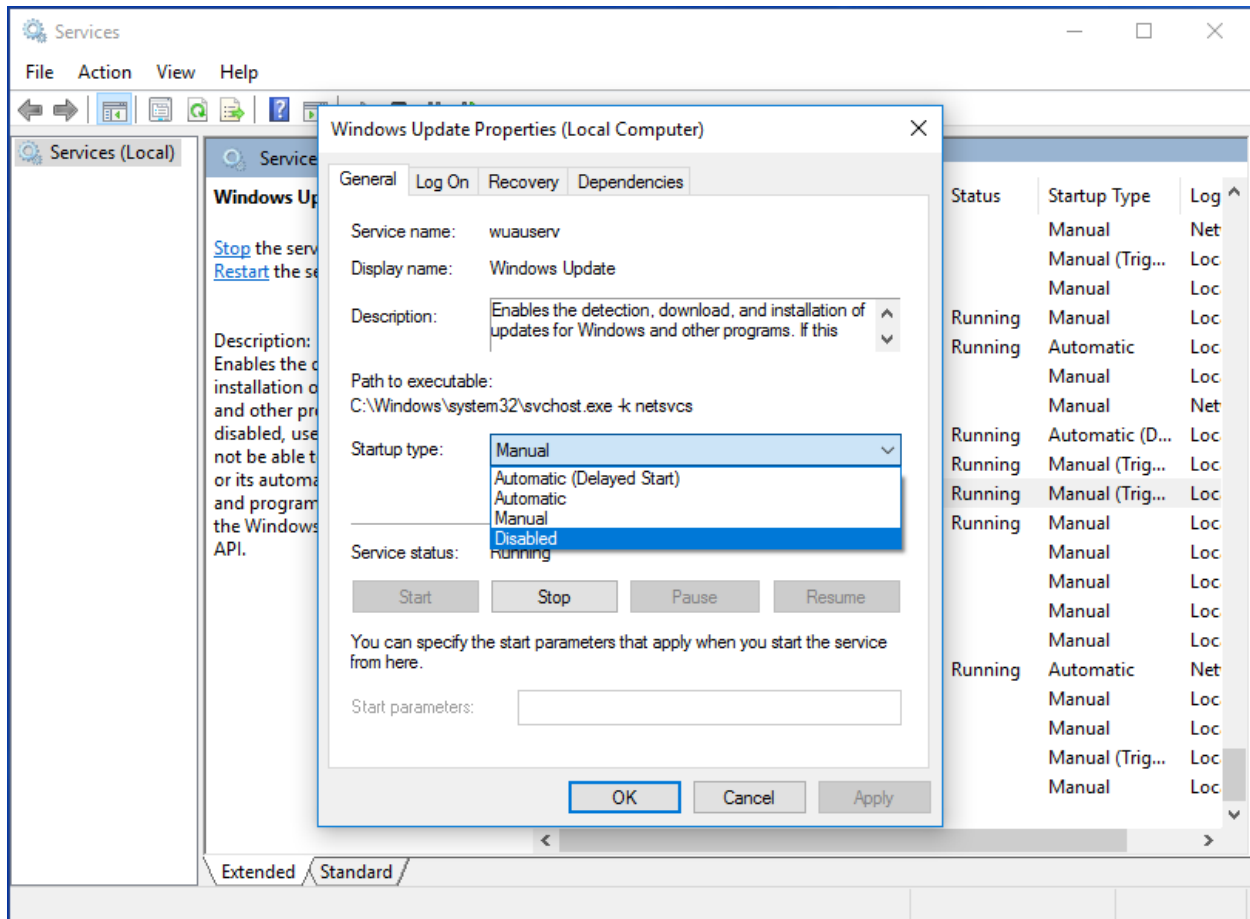 Services
File Action View Help
Services (Local)
Service
Windows Up
Stop the serv
Restart the se
Description:
Enables the d
installation o
and other pro
disabled, use
not be able t
or its automa
and program
the Windows
API.
Windows Update Properties (Local Computer)
General Log On Recovery Dependencies
Service name: wuauserv
Display name: Windows Update
Description: Enables the detection, download, and installation of
updates for Windows and other programs. If this
Path to executable:
C:\Windows\system32\svchost.exe -k netsvcs
Startup type: Manual
Automatic (Delayed Start)
Automatic
Manual
Disabled
Service status: Running
Start Stop Pause Resume
You can specify the start parameters that apply when you start the service
from here.
Start parameters:
OK Cancel Apply
Status Startup Type Log
Manual Net
Manual (Trig... Loc
Manual Loc
Running Manual Loc
Running Automatic Loc
Manual Loc
Manual Net
Running Automatic (D... Loc
Running Manual (Trig... Loc
Running Manual (Trig... Loc
Running Manual Loc
Manual Loc
Manual Loc
Manual Loc
Manual Loc
Running Automatic Net
Manual Loc
Manual Loc
Manual (Trig... Loc
Manual Loc
Extended Standard